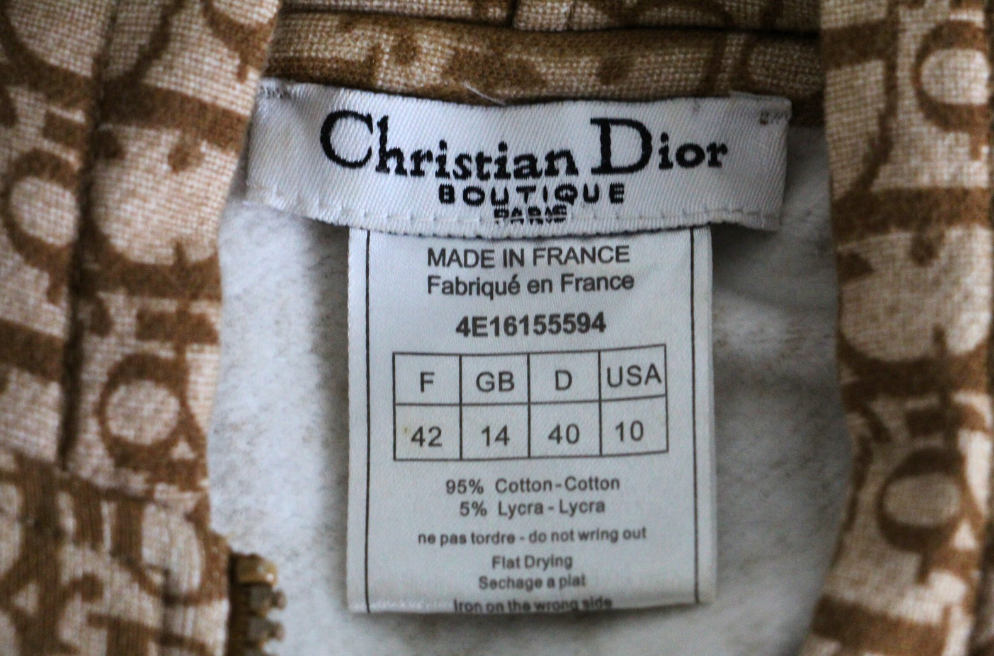 Christian Dior
BOUTIQUE
PARIS
MADE IN FRANCE
Fabriqué en France
4E16155594
F GB D USA
42 14 40 10
95% Cotton-Cotton
5% Lycra-Lycra
ne pas tordre - do not wring out
Flat Drying
Sechage a plat
Iron on the wrong side